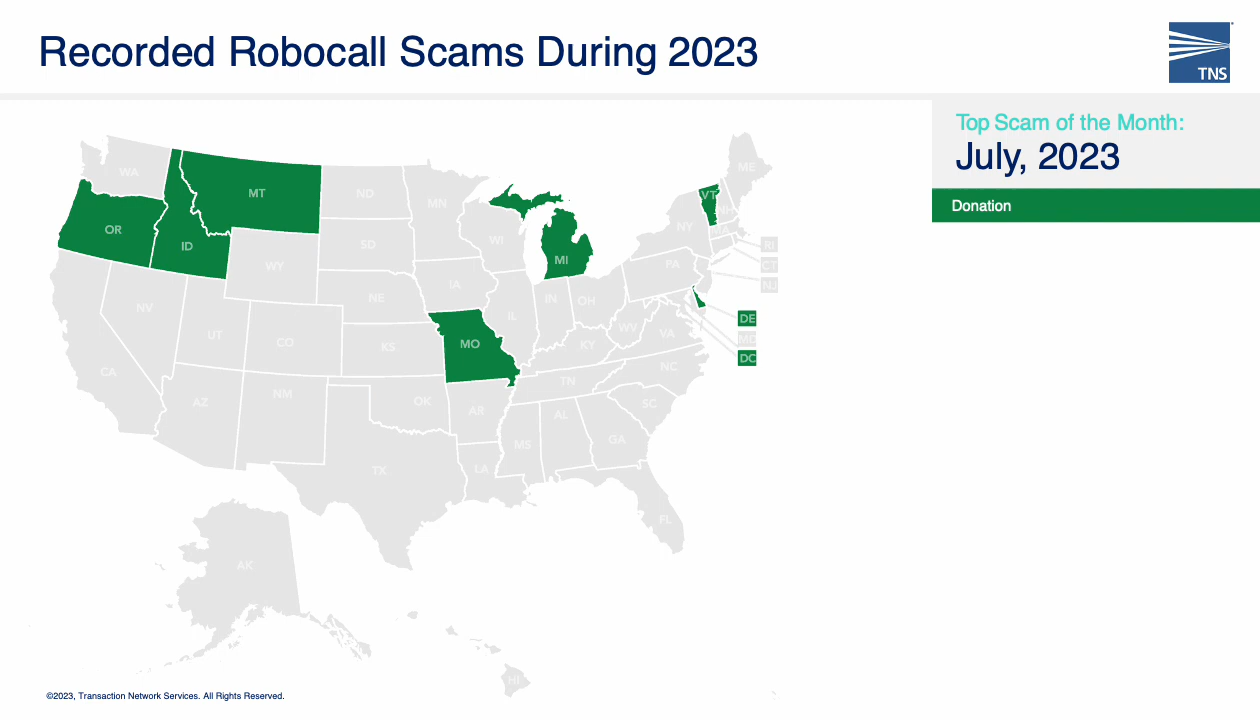 Recorded Robocall Scams During 2023
TNS
Top Scam of the Month:
July, 2023
Donation
WA
MT
ND
MN
ME
VT
NH
OR
ID
SD
WI
NY
MA
RI
WY
MI
PA
CT
NJ
NV
NE
IA
IL
IN
OH
DE
UT
CO
KS
MO
KY
WV
VA
MD
DC
CA
AZ
NM
OK
AR
TN
NC
SC
MS
AL
GA
TX
LA
FL
AK
HI
©2023, Transaction Network Services. All Rights Reserved.